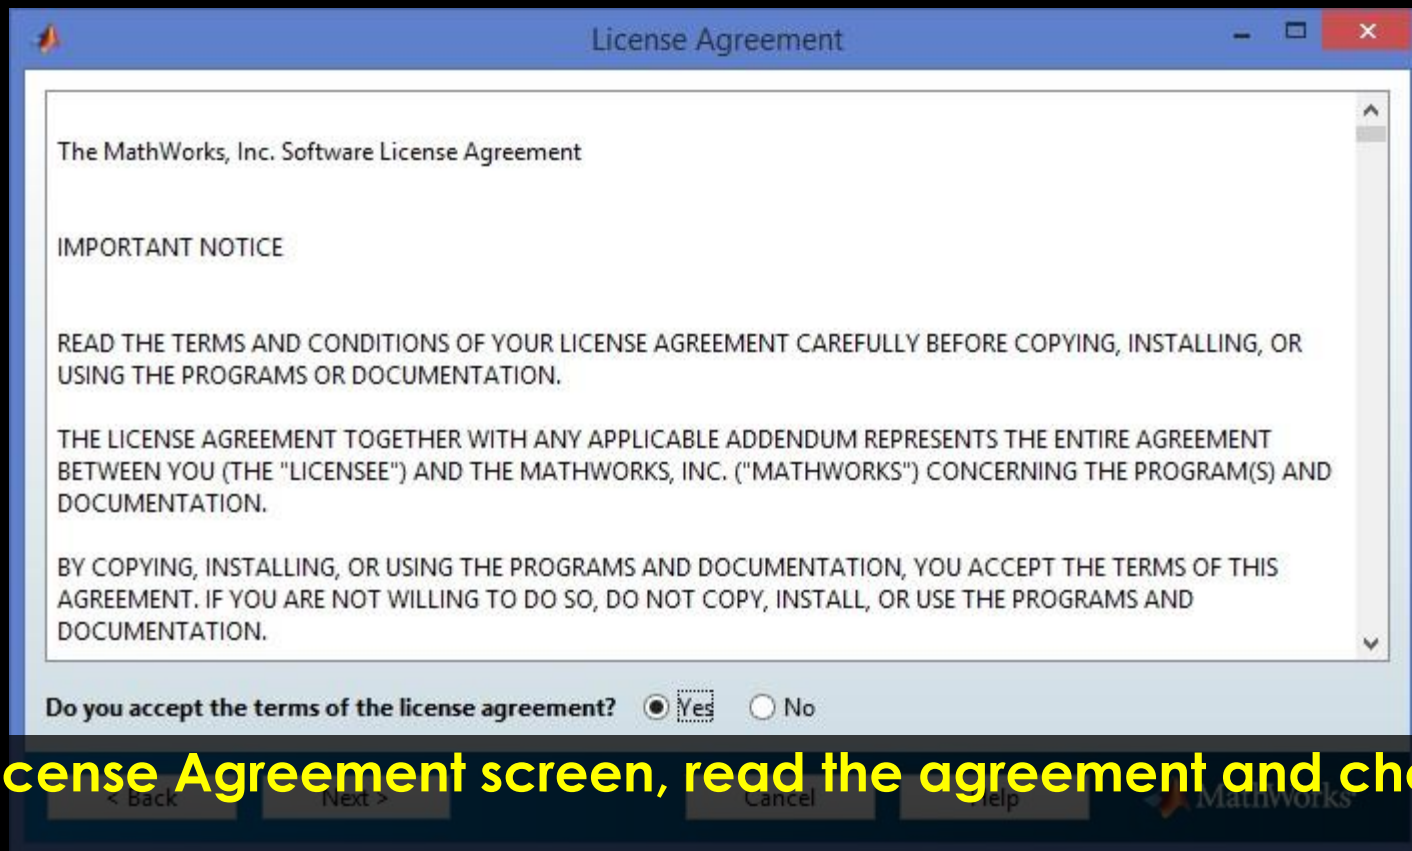 License Agreement
The MathWorks, Inc. Software License Agreement
IMPORTANT NOTICE
READ THE TERMS AND CONDITIONS OF YOUR LICENSE AGREEMENT CAREFULLY BEFORE COPYING, INSTALLING, OR
USING THE PROGRAMS OR DOCUMENTATION.
THE LICENSE AGREEMENT TOGETHER WITH ANY APPLICABLE ADDENDUM REPRESENTS THE ENTIRE AGREEMENT
BETWEEN YOU (THE "LICENSEE") AND THE MATHWORKS, INC. ("MATHWORKS") CONCERNING THE PROGRAM(S) AND
DOCUMENTATION.
BY COPYING, INSTALLING, OR USING THE PROGRAMS AND DOCUMENTATION, YOU ACCEPT THE TERMS OF THIS
AGREEMENT. IF YOU ARE NOT WILLING TO DO SO, DO NOT COPY, INSTALL, OR USE THE PROGRAMS AND
DOCUMENTATION.
Do you accept the terms of the license agreement? Yes No
cense Agreement screen, read the agreement and ch
< Back Next > Cancel Help MathWorks